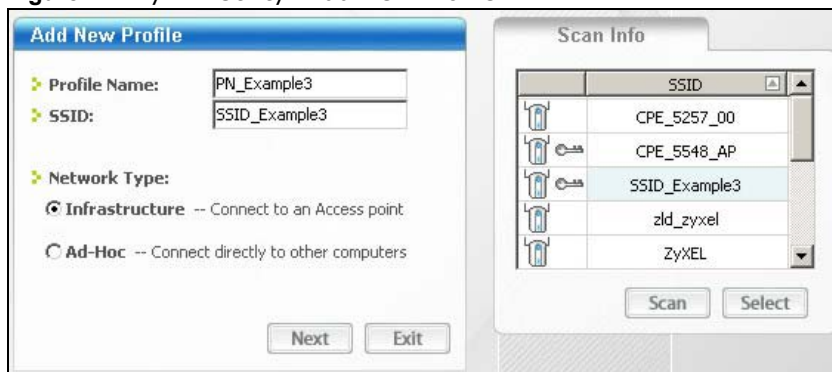 Add New Profile
Profile Name: PN_Example3
SSID: SSID_Example3
Network Type:
Infrastructure -- Connect to an Access point
Ad-Hoc -- Connect directly to other computers
Next Exit
Scan Info
SSID
CPE_5257_00
CPE_5548_AP
SSID_Example3
zld_zyxel
ZyXEL
Scan Select